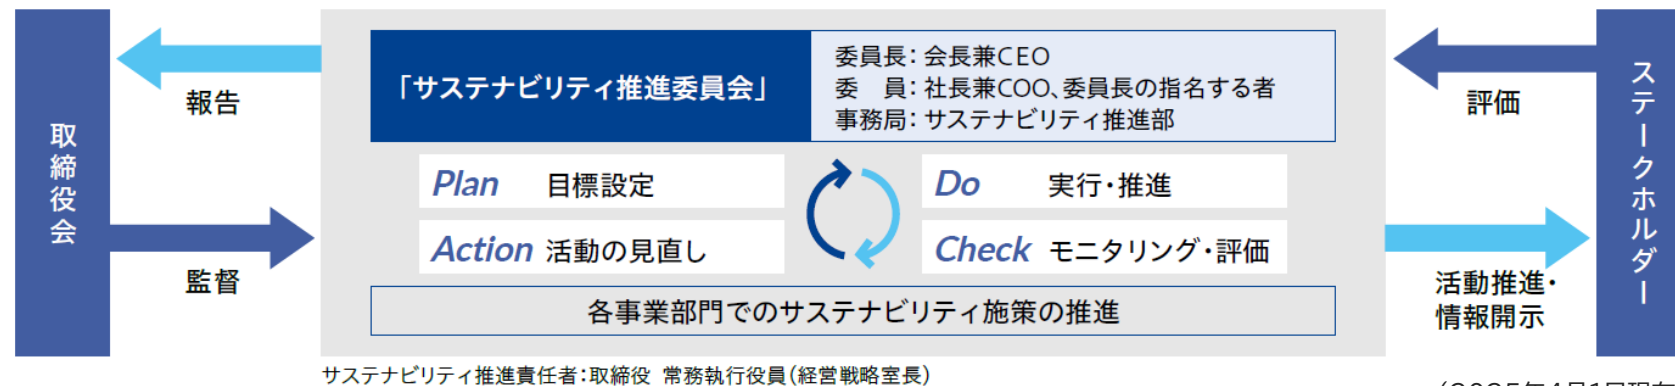 取締役会
報告
監督
「サステナビリティ推進委員会」
委員長：会長兼CEO
委　員：社長兼COO、委員長の指名する者
事務局：サステナビリティ推進部
Plan 目標設定
Do 実行・推進
Action 活動の見直し
Check モニタリング・評価
各事業部門でのサステナビリティ施策の推進
評価
活動推進・
情報開示
ステークホルダー
サステナビリティ推進責任者：取締役 常務執行役員（経営戦略室長）